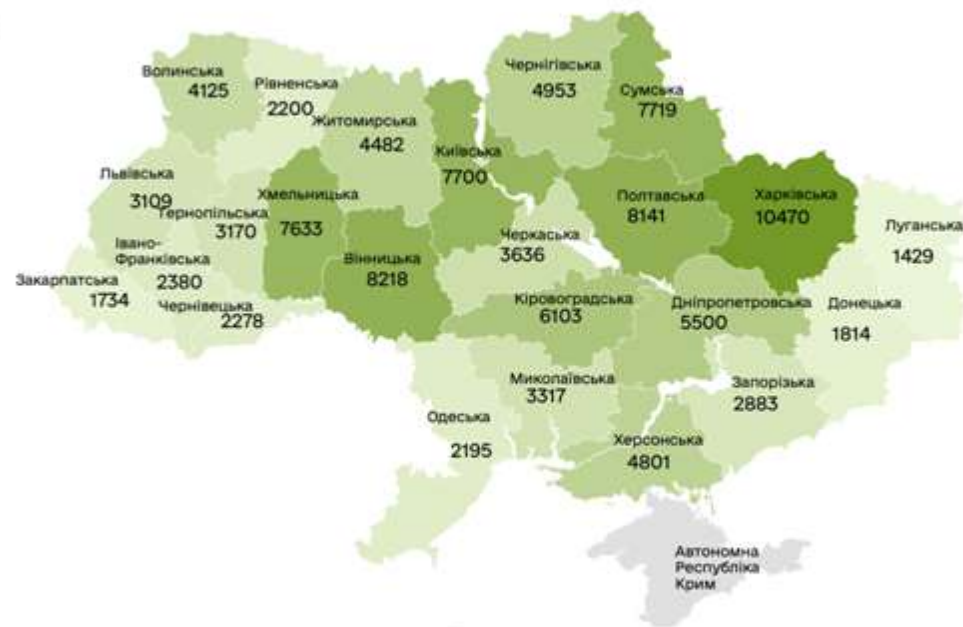 Волинська
4125
Рівненська
2200
Житомирська
4482
Чернігівська
4953
Сумська
7719
Київська
7700
Львівська
3109
Тернопільська
3170
Хмельницька
7633
Вінницька
8218
Черкаська
3636
Полтавська
8141
Харківська
10470
Луганська
1429
Івано-
Франківська
2380
Закарпатська
1734
Чернівецька
2278
Кіровоградська
6103
Дніпропетровська
5500
Донецька
1814
Миколаївська
3317
Запорізька
2883
Одеська
2195
Херсонська
4801
Автономна
Республіка
Крим